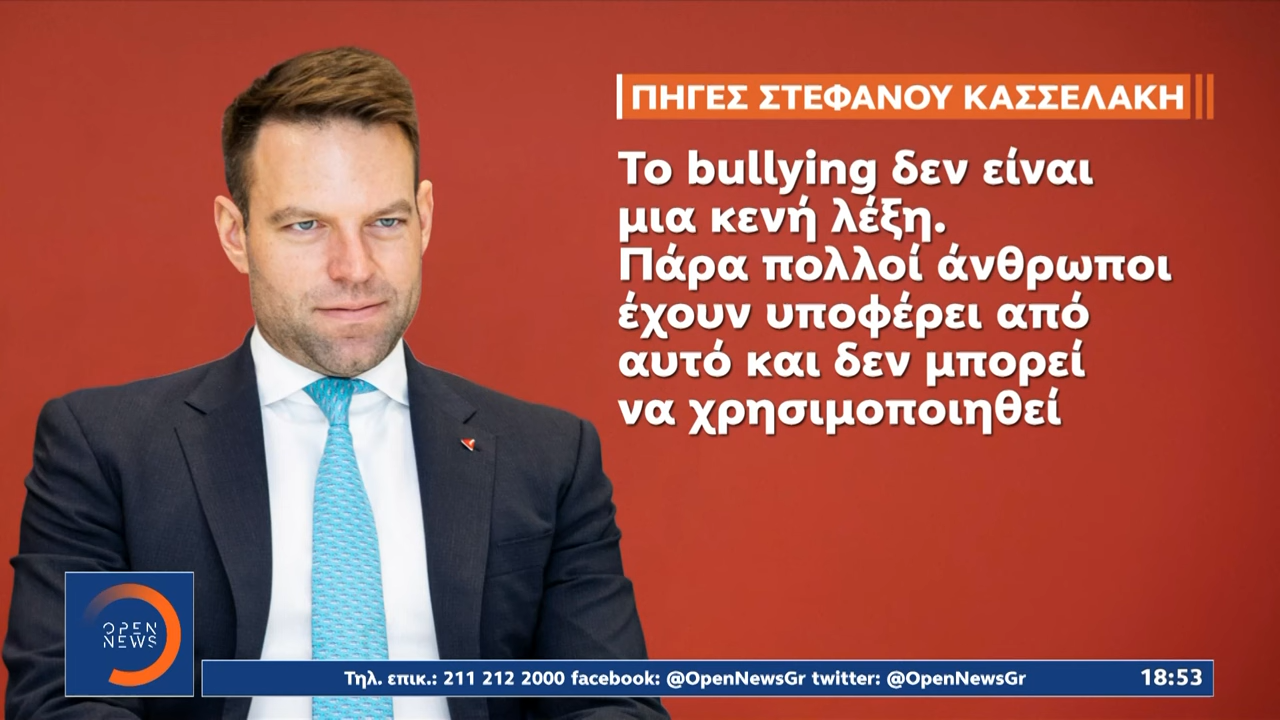 ΠΗΓΕΣ ΣΤΕΦΑΝΟΥ ΚΑΣΣΕΛΑΚΗ
Το bullying δεν είναι
μια κενή λέξη.
Πάρα πολλοί άνθρωποι
έχουν υποφέρει από
αυτό και δεν μπορεί
να χρησιμοποιηθεί
OPEN
NEWS
Τηλ. επικ.: 211 212 2000 facebook: @OpenNewsGr twitter: @OpenNewsGr
18:53